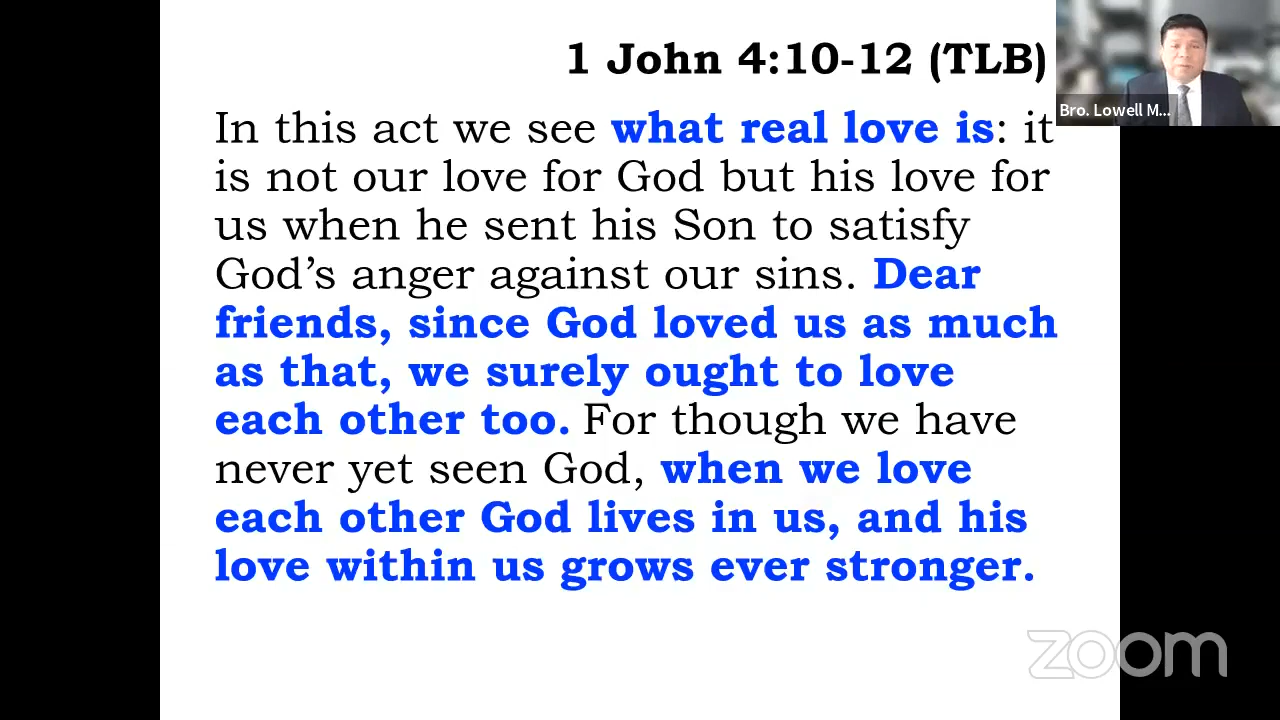 1 John 4:10-12 (TLB)
Bro. Lowell M...
In this act we see what real love is: it
is not our love for God but his love for
us when he sent his Son to satisfy
God’s anger against our sins. Dear
friends, since God loved us as much
as that, we surely ought to love
each other too. For though we have
never yet seen God, when we love
each other God lives in us, and his
love within us grows ever stronger.
zoom